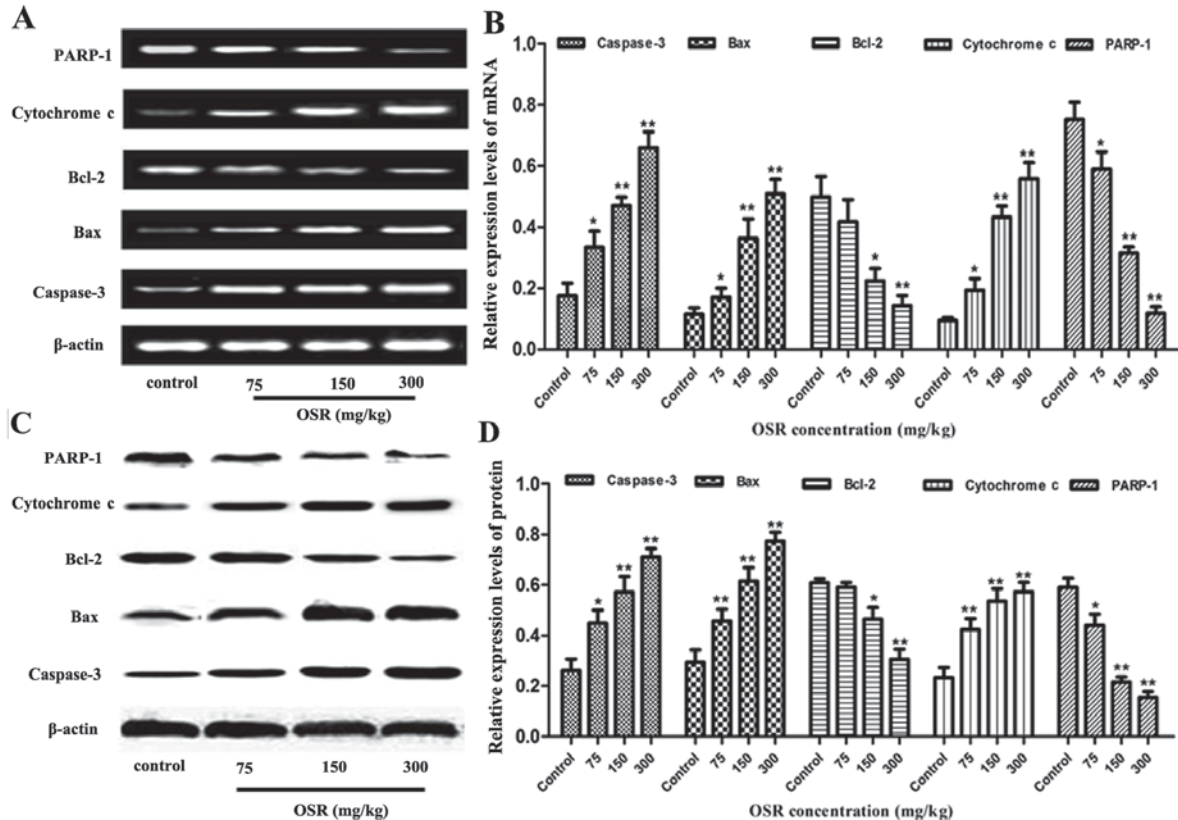 A
PARP-1
Cytochrome c
Bcl-2
Bax
Caspase-3
β-actin
control 75 150 300
OSR (mg/kg)
B
Caspase-3 Bax Bcl-2 Cytochrome c PARP-1
Relative expression levels of mRNA
1.0
0.8
0.6
0.4
0.2
0.0
* ** ** * ** ** * ** * ** ** * ** **
Control 75 150 300 Control 75 150 300 Control 75 150 300 Control 75 150 300 Control 75 150 300
OSR concentration (mg/kg)
C
PARP-1
Cytochrome c
Bcl-2
Bax
Caspase-3
β-actin
control 75 150 300
OSR (mg/kg)
D
Caspase-3 Bax Bcl-2 Cytochrome c PARP-1
Relative expression levels of protein
1.0
0.8
0.6
0.4
0.2
0.0
* ** ** ** ** ** * ** ** ** ** * ** **
Control 75 150 300 Control 75 150 300 Control 75 150 300 Control 75 150 300 Control 75 150 300
OSR concentration (mg/kg)